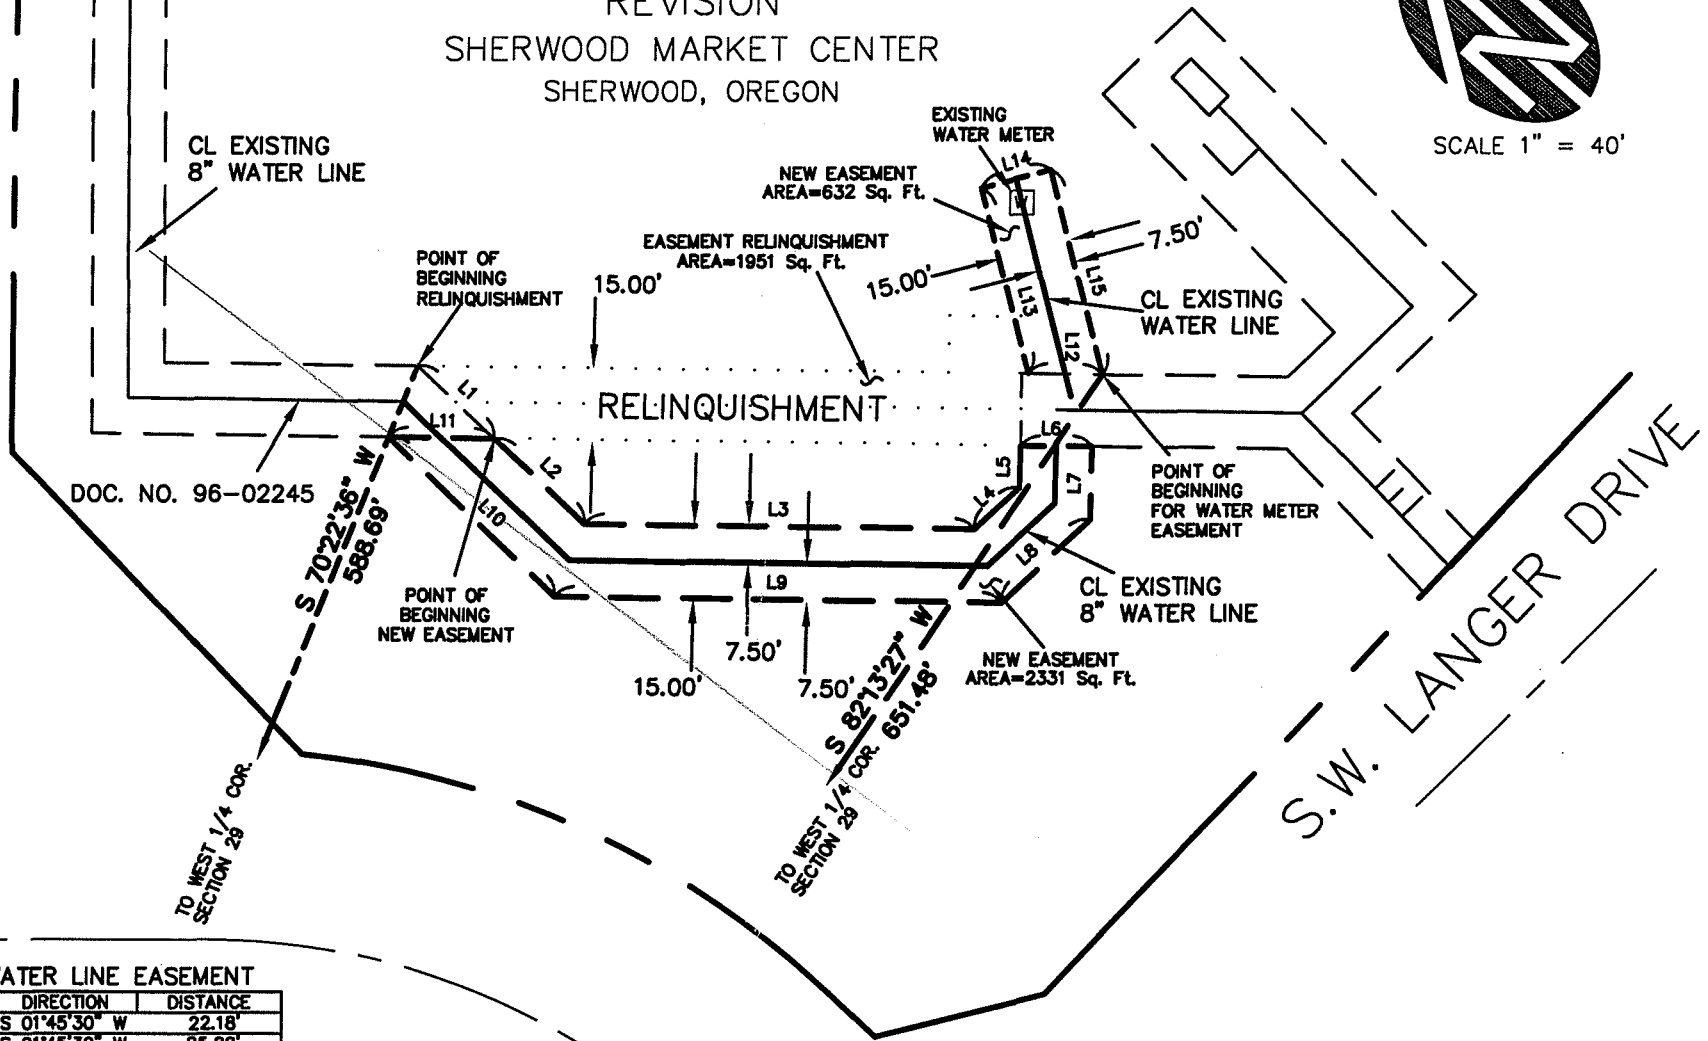 REVISION
SHERWOOD MARKET CENTER
SHERWOOD, OREGON
SCALE 1" = 40'
CL EXISTING
8" WATER LINE
EXISTING
WATER METER
L14
NEW EASEMENT
AREA=632 Sq. Ft.
7.50'
15.00'
L13
L15
L12
CL EXISTING
WATER LINE
EASEMENT RELINQUISHMENT
AREA=1951 Sq. Ft.
POINT OF
BEGINNING
RELINQUISHMENT
15.00'
L1
RELINQUISHMENT
L11
L2
L6
L5
L7
L4
L3
L10
L9
L8
DOC. NO. 96-02245
POINT OF
BEGINNING
FOR WATER METER
EASEMENT
S 70°22'36" W
588.69'
POINT OF
BEGINNING
NEW EASEMENT
CL EXISTING
8" WATER LINE
7.50'
15.00'
7.50'
NEW EASEMENT
AREA=2331 Sq. Ft.
S 82°13'27" W
651.48'
S.W. LANGER DRIVE
TO WEST 1/4 COR.
SECTION 29
TO WEST 1/4 COR.
SECTION 29
WATER LINE EASEMENT
DIRECTION DISTANCE
S 01°45'30" W 22.18'